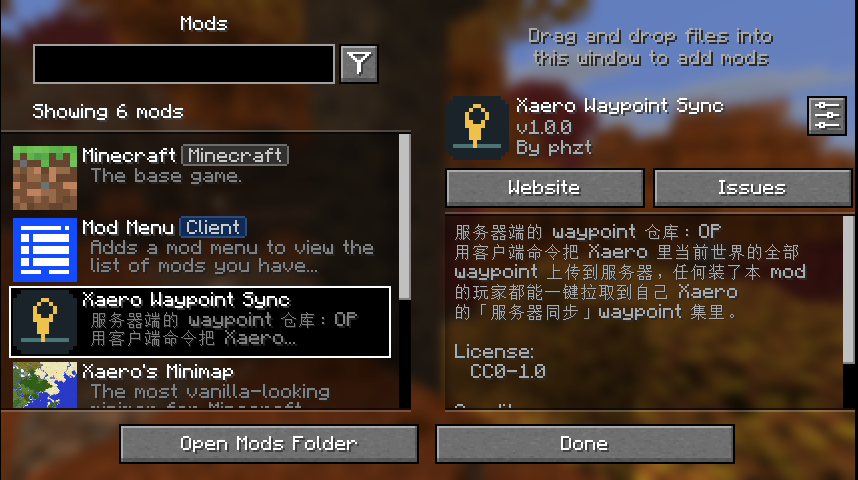 Mods
Drag and drop files into
this window to add mods
Showing 6 mods
Minecraft Minecraft
The base game.
Mod Menu Client
Adds a mod menu to view the
list of mods you have...
Xaero Waypoint Sync
服务器端的 waypoint 仓库：OP
用客户端命令把 Xaero...
Xaero's Minimap
The most vanilla-looking
Xaero Waypoint Sync
v1.0.0
By phzt
Website
Issues
服务器端的 waypoint 仓库：OP
用客户端命令把 Xaero 里当前世界的全部
waypoint 上传到服务器，任何装了本 mod
的玩家都能一键拉取到自己 Xaero
的「服务器同步」waypoint 集里。
License:
CC0-1.0
Open Mods Folder
Done